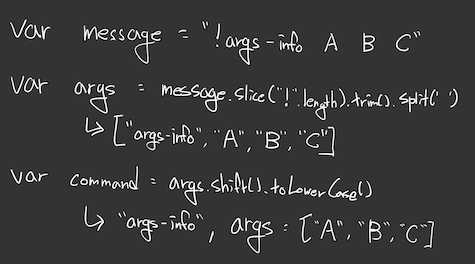 var message = "!args-info A B C"
var args = message.slice("!".length).trim().split(' ')
↳ ["args-info", "A", "B", "C"]
var command = args.shift().toLowerCase()
↳ "args-info", args = ["A", "B", "C"]